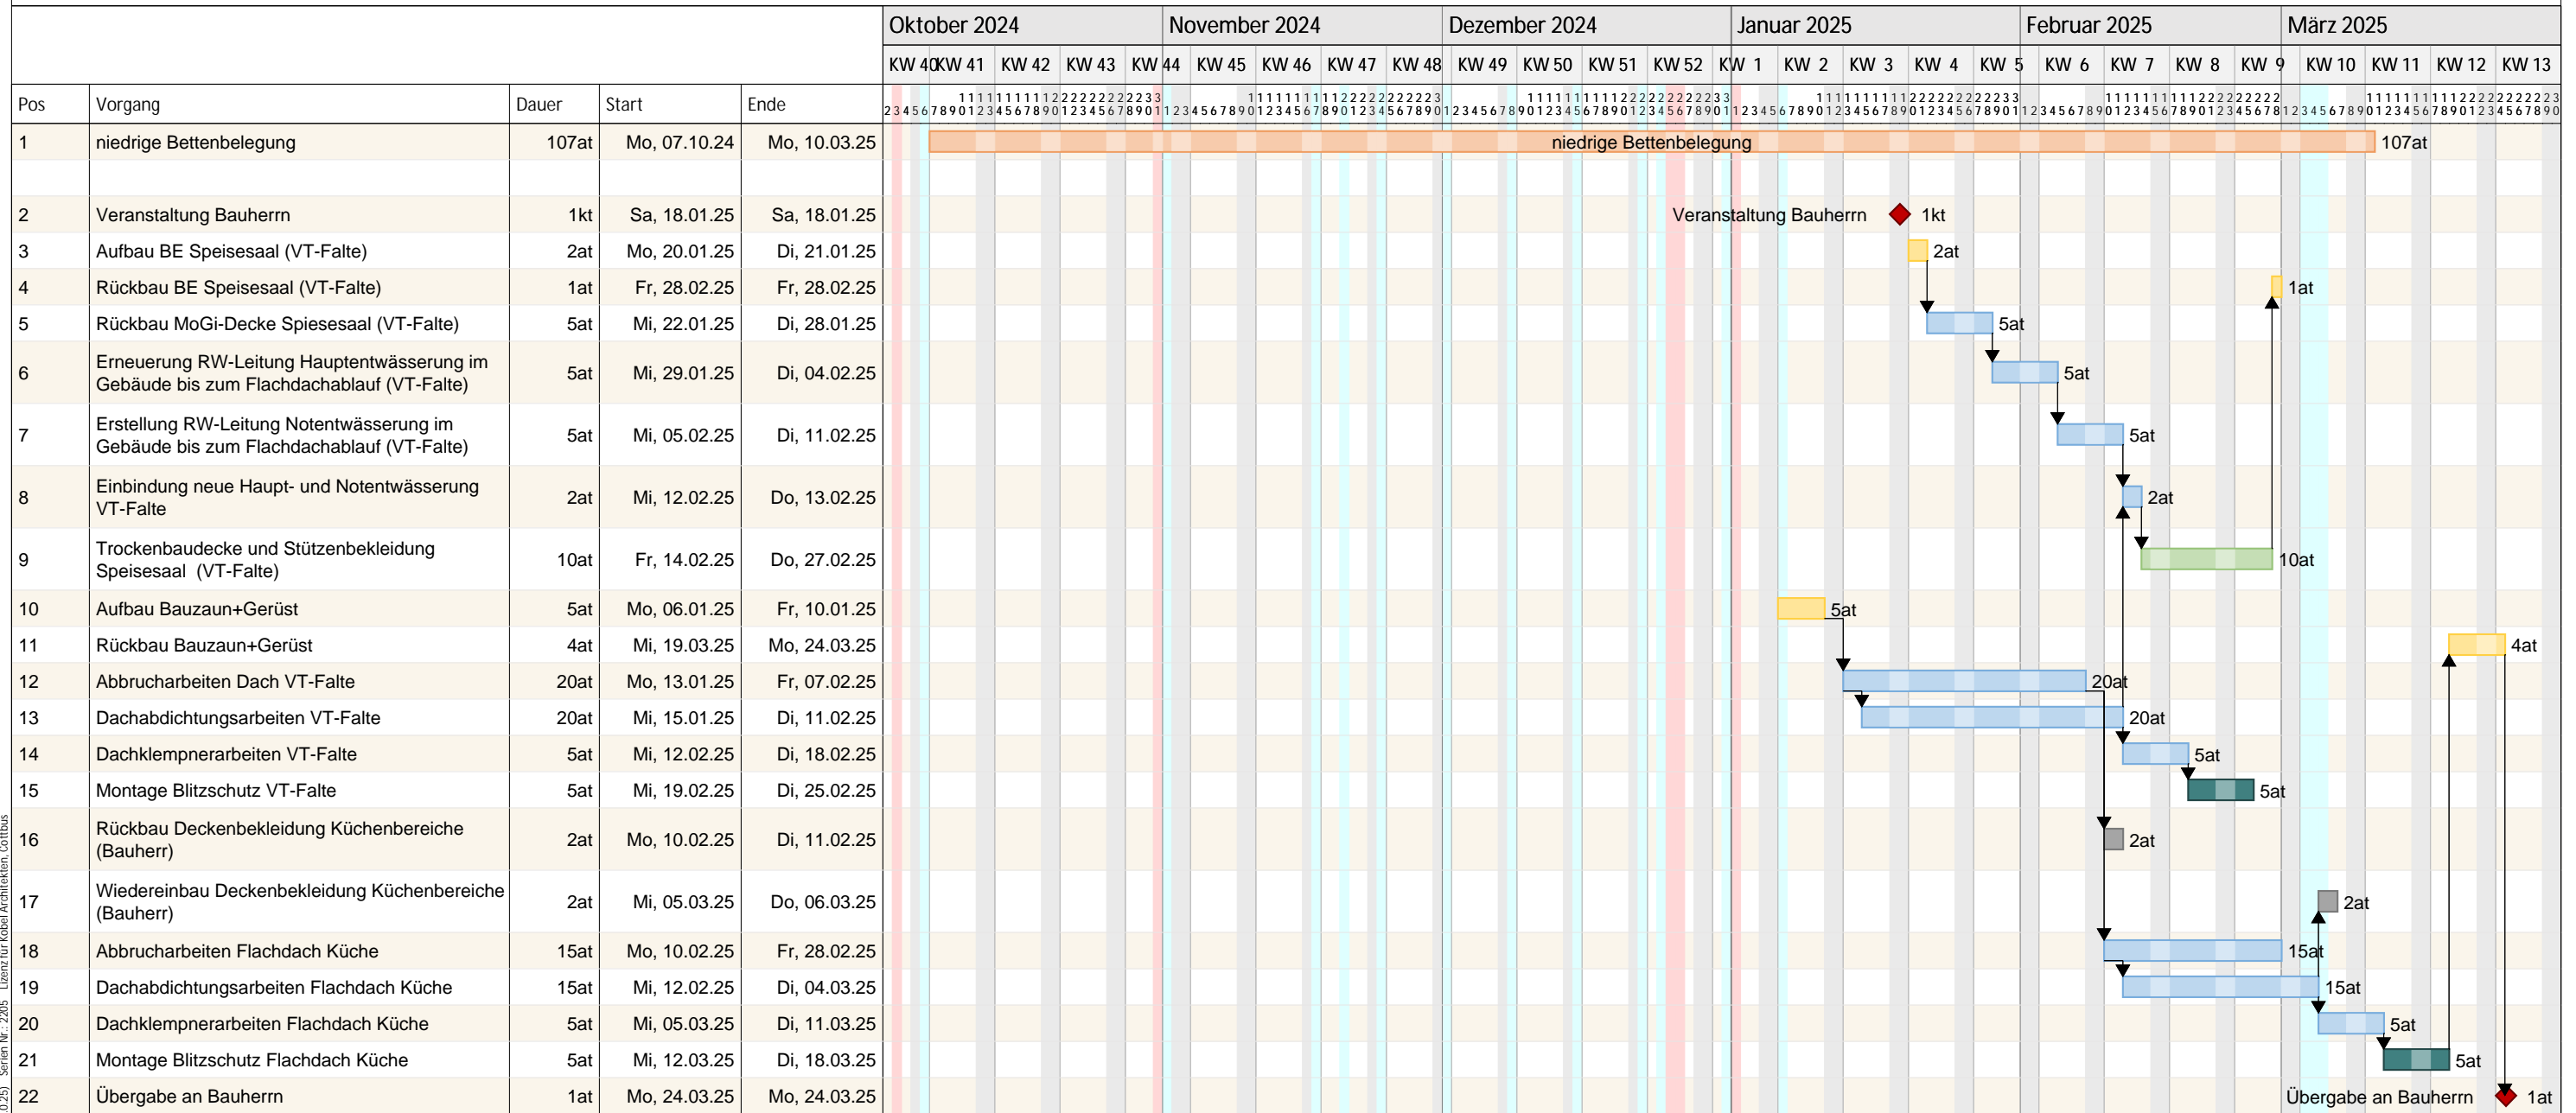 Oktober 2024 November 2024 Dezember 2024 Januar 2025 Februar 2025 März 2025
KW 40 KW 41 KW 42 KW 43 KW 44 KW 45 KW 46 KW 47 KW 48 KW 49 KW 50 KW 51 KW 52 KW 1 KW 2 KW 3 KW 4 KW 5 KW 6 KW 7 KW 8 KW 9 KW 10 KW 11 KW 12 KW 13
Pos Vorgang Dauer Start Ende
1 niedrige Bettenbelegung 107at Mo, 07.10.24 Mo, 10.03.25 niedrige Bettenbelegung 107at
2 Veranstaltung Bauherrn 1kt Sa, 18.01.25 Sa, 18.01.25 Veranstaltung Bauherrn 1kt
3 Aufbau BE Speisesaal (VT-Falte) 2at Mo, 20.01.25 Di, 21.01.25 2at
4 Rückbau BE Speisesaal (VT-Falte) 1at Fr, 28.02.25 Fr, 28.02.25 1at
5 Rückbau MoGi-Decke Spiesesaal (VT-Falte) 5at Mi, 22.01.25 Di, 28.01.25 5at
6 Erneuerung RW-Leitung Hauptentwässerung im
Gebäude bis zum Flachdachablauf (VT-Falte) 5at Mi, 29.01.25 Di, 04.02.25 5at
7 Erstellung RW-Leitung Notentwässerung im
Gebäude bis zum Flachdachablauf (VT-Falte) 5at Mi, 05.02.25 Di, 11.02.25 5at
8 Einbindung neue Haupt- und Notentwässerung
VT-Falte 2at Mi, 12.02.25 Do, 13.02.25 2at
9 Trockenbaudecke und Stützenbekleidung
Speisesaal (VT-Falte) 10at Fr, 14.02.25 Do, 27.02.25 10at
10 Aufbau Bauzaun+Gerüst 5at Mo, 06.01.25 Fr, 10.01.25 5at
11 Rückbau Bauzaun+Gerüst 4at Mi, 19.03.25 Mo, 24.03.25 4at
12 Abbrucharbeiten Dach VT-Falte 20at Mo, 13.01.25 Fr, 07.02.25 20at
13 Dachabdichtungsarbeiten VT-Falte 20at Mi, 15.01.25 Di, 11.02.25 20at
14 Dachklempnerarbeiten VT-Falte 5at Mi, 12.02.25 Di, 18.02.25 5at
15 Montage Blitzschutz VT-Falte 5at Mi, 19.02.25 Di, 25.02.25 5at
16 Rückbau Deckenbekleidung Küchenbereiche
(Bauherr) 2at Mo, 10.02.25 Di, 11.02.25 2at
17 Wiedereinbau Deckenbekleidung Küchenbereiche
(Bauherr) 2at Mi, 05.03.25 Do, 06.03.25 2at
18 Abbrucharbeiten Flachdach Küche 15at Mo, 10.02.25 Fr, 28.02.25 15at
19 Dachabdichtungsarbeiten Flachdach Küche 15at Mi, 12.02.25 Di, 04.03.25 15at
20 Dachklempnerarbeiten Flachdach Küche 5at Mi, 05.03.25 Di, 11.03.25 5at
21 Montage Blitzschutz Flachdach Küche 5at Mi, 12.03.25 Di, 18.03.25 5at
22 Übergabe an Bauherrn 1at Mo, 24.03.25 Mo, 24.03.25 Übergabe an Bauherrn 1at
Serien Nr.: 2205 Lizenz für Kobel Architekten, Cottbus